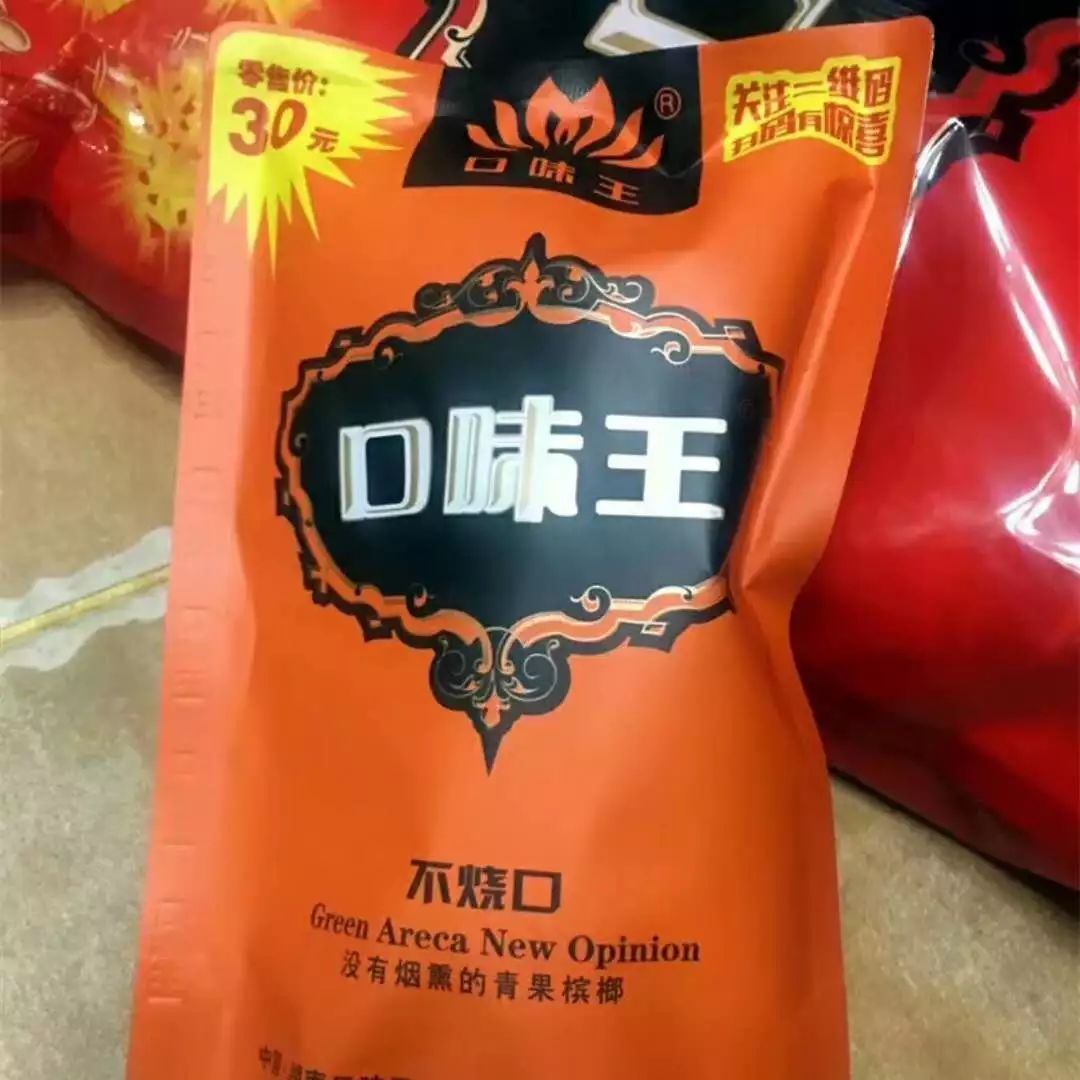 零售价:
30元
口味王
®
关注二维码
扫码有惊喜
口味王
不烧口
Green Areca New Opinion
没有烟熏的青果槟榔